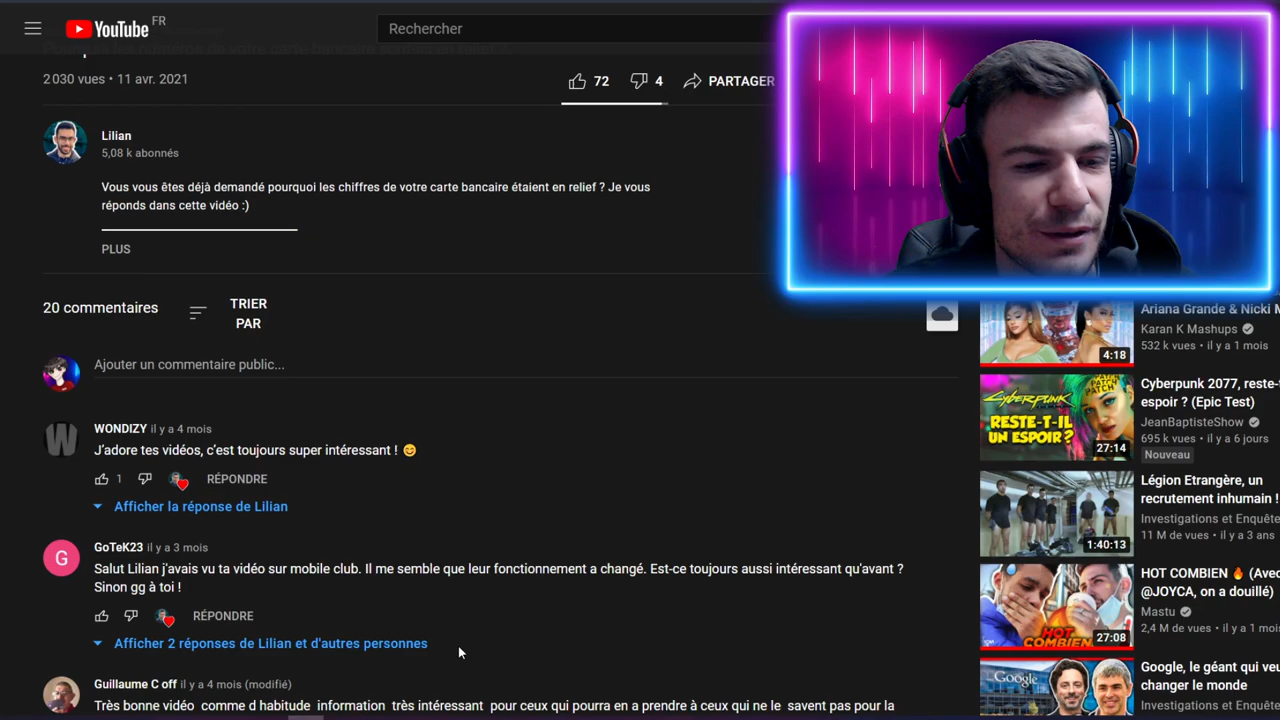 YouTube FR
Rechercher
2 030 vues • 11 avr. 2021
72
4
PARTAGER
Lilian
5,08 k abonnés
Vous vous êtes déjà demandé pourquoi les chiffres de votre carte bancaire étaient en relief ? Je vous
réponds dans cette vidéo :)
PLUS
20 commentaires
TRIER
PAR
Ajouter un commentaire public...
W
WONDIZY il y a 4 mois
J'adore tes vidéos, c'est toujours super intéressant ! 😊
1
RÉPONDRE
Afficher la réponse de Lilian
G
GoTeK23 il y a 3 mois
Salut Lilian j'avais vu ta vidéo sur mobile club. Il me semble que leur fonctionnement a changé. Est-ce toujours aussi intéressant qu'avant ?
Sinon gg à toi !
RÉPONDRE
Afficher 2 réponses de Lilian et d'autres personnes
Guillaume C off il y a 4 mois (modifié)
Très bonne vidéo comme d habitude information très intéressant pour ceux qui pourra en a prendre à ceux qui ne le savent pas pour la
Ariana Grande & Nicki M
Karan K Mashups
532 k vues • il y a 1 mois
4:18
Cyberpunk 2077, reste-t
espoir ? (Epic Test)
JeanBaptisteShow
695 k vues • il y a 6 jours
Nouveau
CYBERPUNK
PATCH
RESTE-T-IL
UN ESPOIR?
27:14
Légion Etrangère, un
recrutement inhumain !
Investigations et Enquête
11 M de vues • il y a 3 ans
1:40:13
HOT COMBIEN 🔥 (Avec
@JOYCA, on a douillé)
Mastu
2,4 M de vues • il y a 1 mois
HOT
COMBIEN
27:08
Google, le géant qui veu
changer le monde
Investigations et Enquête
Google